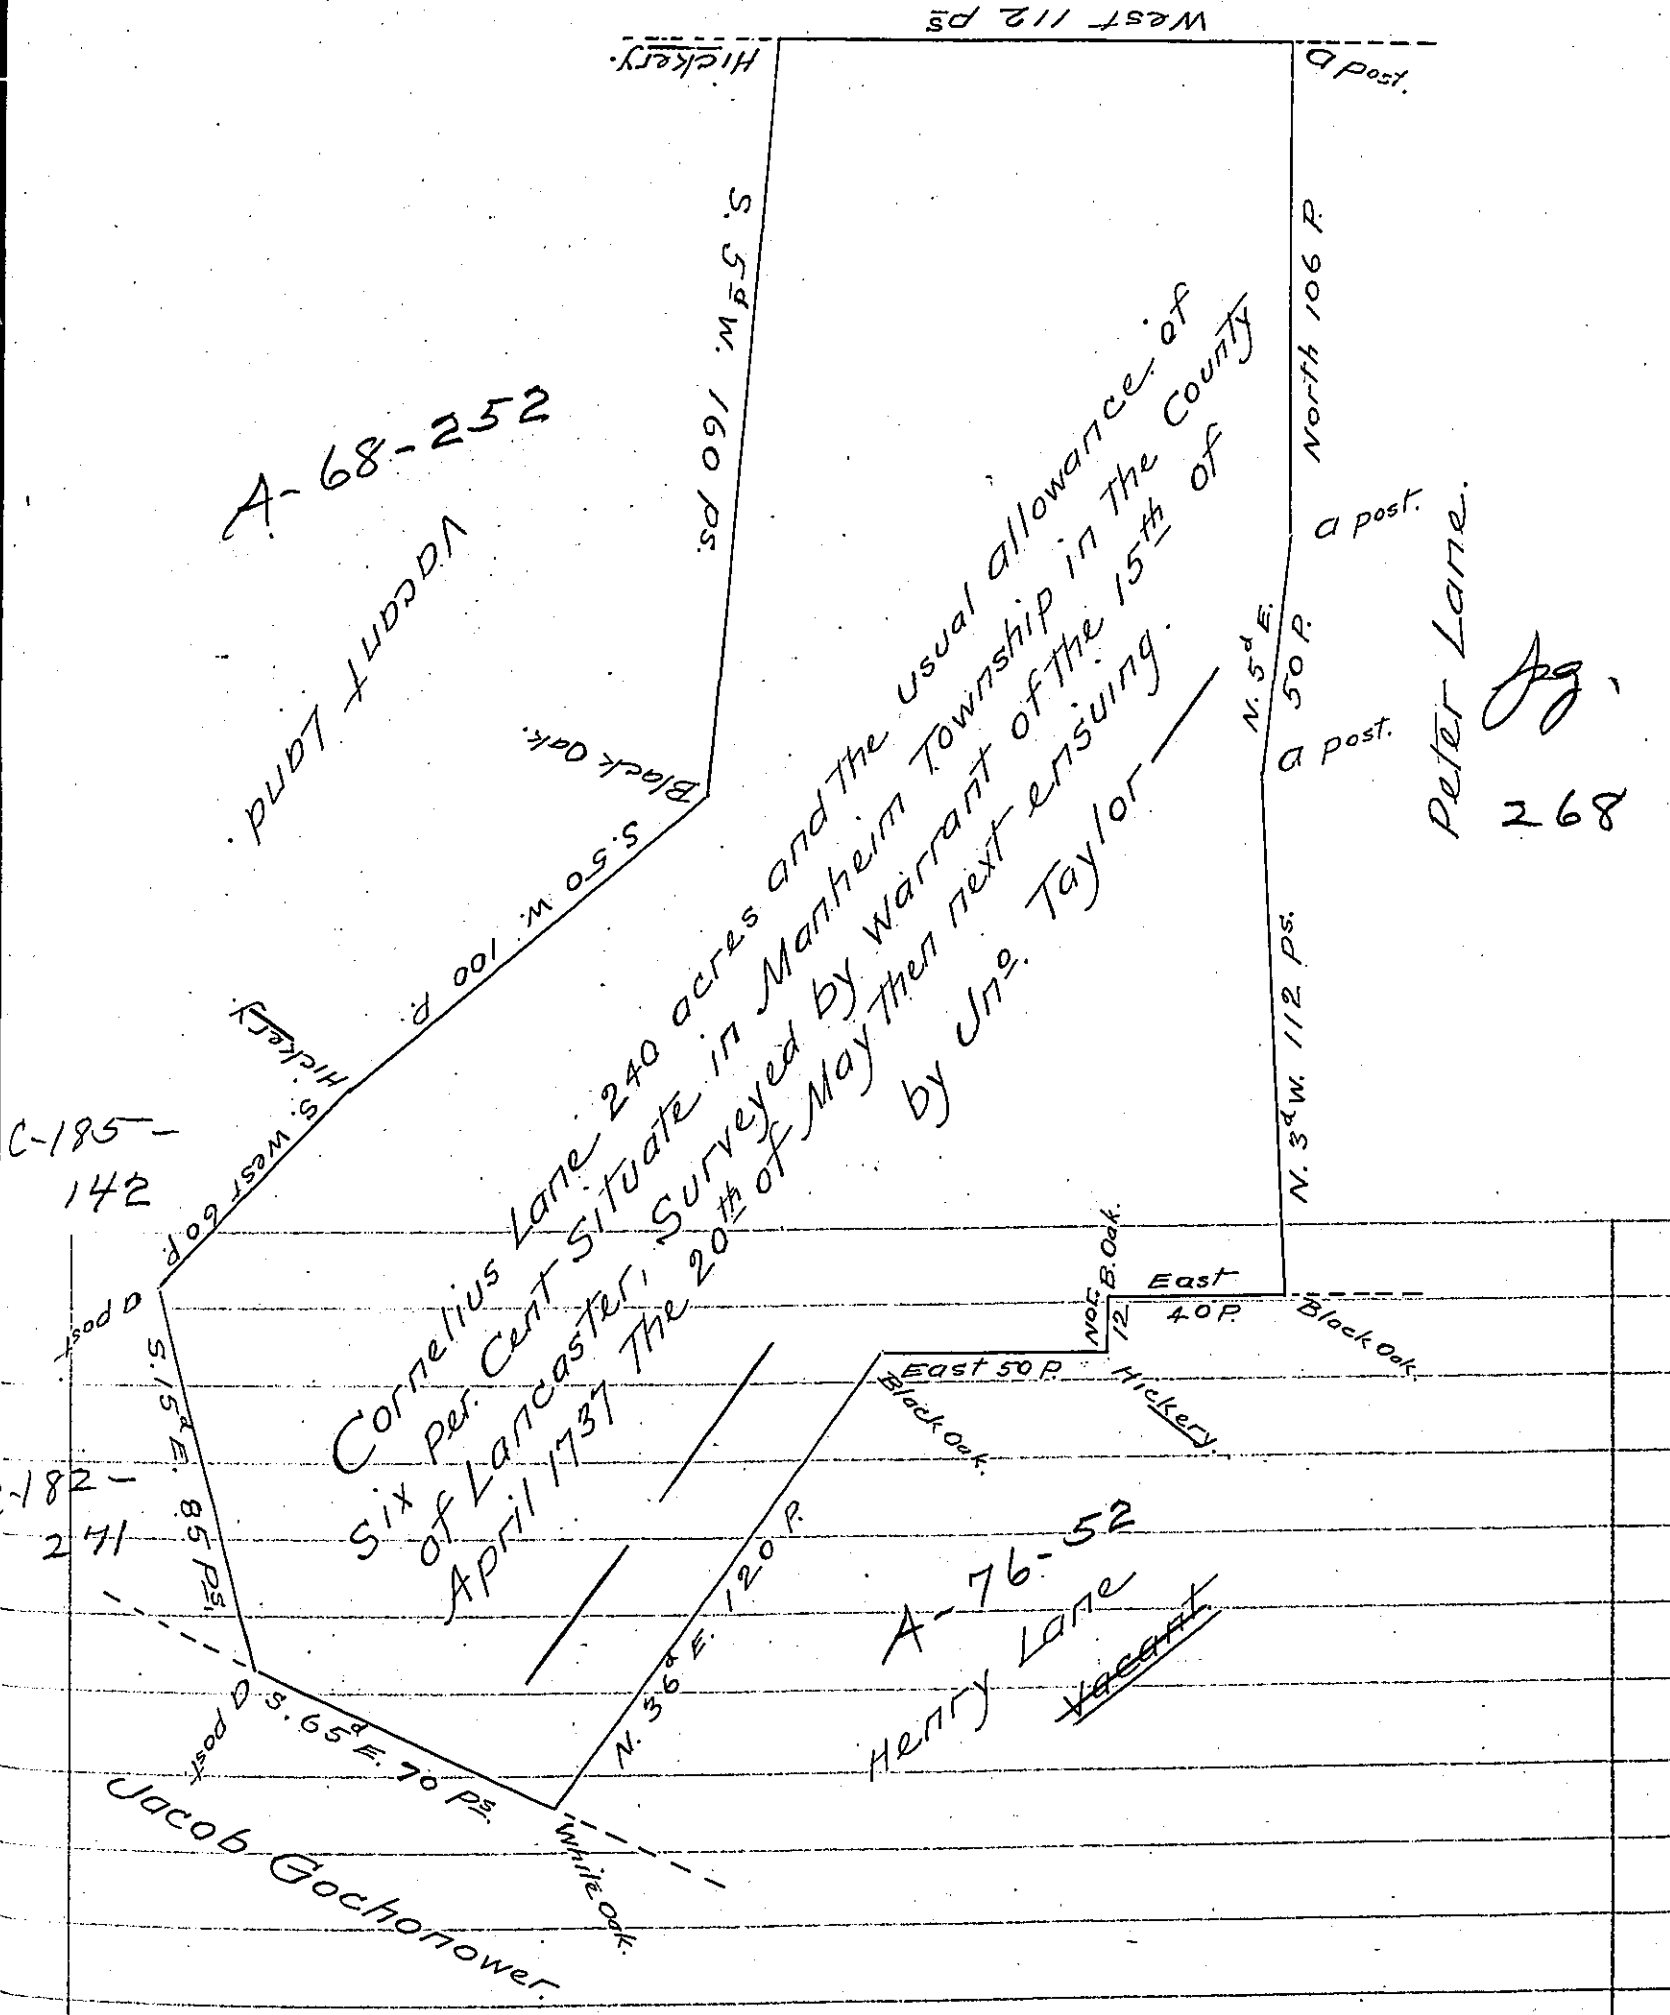 West 112 ps
Hickery.
a post.
S. 5d W. 160 ps.
North 106 P.
A-68-252
Vacant Land.
a post.
N. 5d E.
50 P.
a post.
Peter Lane.
268
Black Oak.
S. 50 W. 100 P.
Hickery.
S. West 60 P.
C-185-
142
N. 3d W. 112 ps.
Cornelius Lane 240 acres and the usual allowance of
Six per. Cent Situate in Manheim Township in the County
of Lancaster, Surveyed by warrant of the 15th of
April 1737 The 20th of May then next ensuing.
by Jno. Taylor
a post.
S. 15d E. 85 Ps.
-182-
271
B. Oak.
East
40 P.
12
Black Oak.
East 50 P.
Black Oak.
Hickery.
N. 36d E. 120 P.
A-76-52
Henry Lane
Vacant
a post
S. 65d E. 70 Ps.
White Oak.
Jacob Gochonower.